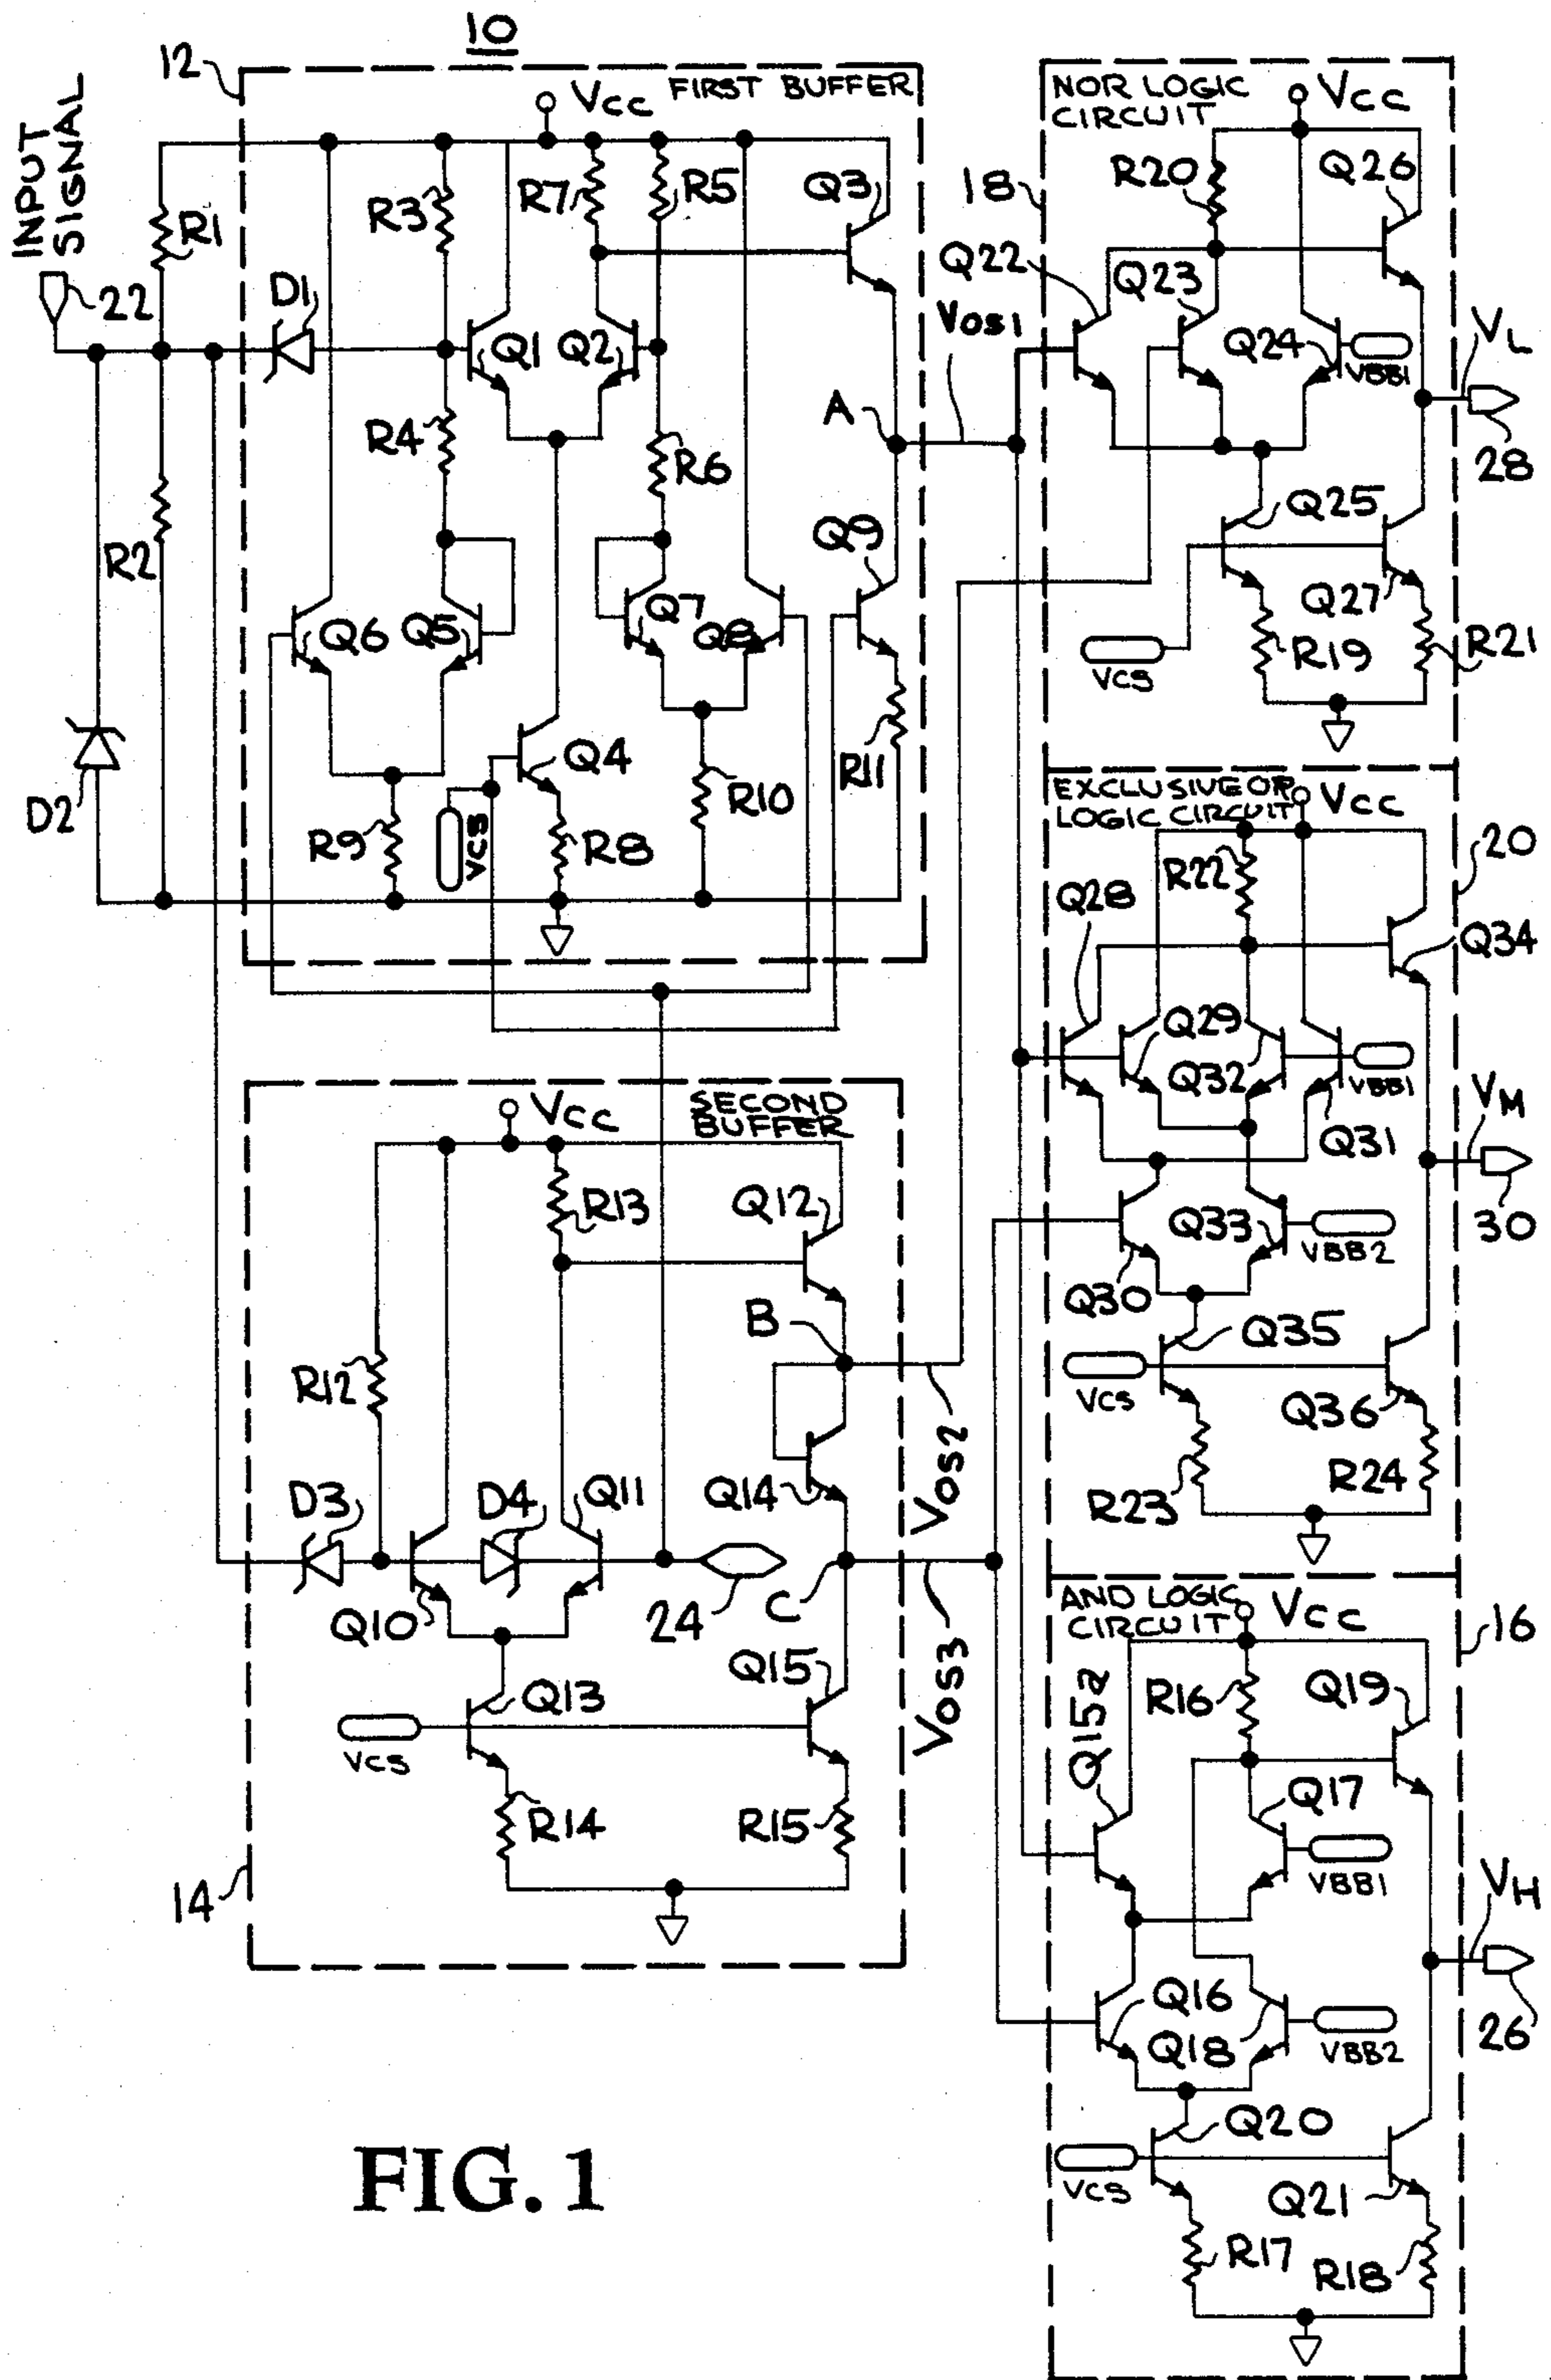 10
12
INPUT SIGNAL
22
FIRST BUFFER
VCC
R1
R3
R7
R5
Q3
D1
Q1
Q2
R2
R4
R6
A
VOS1
Q6
Q5
Q7
Q8
Q9
D2
R9
VCS
Q4
R8
R10
R11
NOR LOGIC
CIRCUIT
VCC
18
R20
Q26
Q22
Q23
Q24
VBB1
VL
28
Q25
Q27
VCS
R19
R21
EXCLUSIVE OR
LOGIC CIRCUIT
VCC
20
R22
Q28
Q34
Q29
Q32
VBB1
Q31
VM
30
Q30
Q33
VBB2
Q35
VCS
Q36
R23
R24
SECOND
BUFFER
VCC
R13
Q12
B
R12
VOS2
D3
D4
Q11
Q14
Q10
24
C
VOS3
Q13
Q15
VCS
R14
R15
14
AND LOGIC
CIRCUIT
VCC
16
R16
Q19
Q15a
Q17
VBB1
VH
26
Q16
Q18
VBB2
Q20
VCS
Q21
R17
R18
FIG. 1